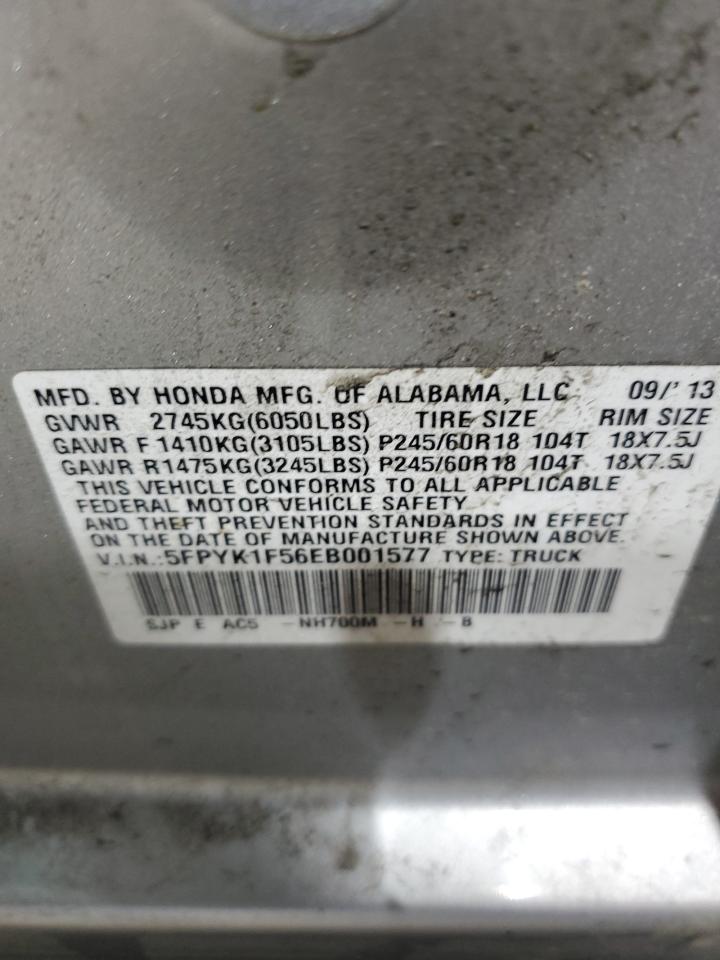 MFD. BY HONDA MFG. OF ALABAMA, LLC 09/' 13
GVWR 2745KG(6050LBS) TIRE SIZE RIM SIZE
GAWR F 1410KG(3105LBS) P245/60R18 104T 18X7.5J
GAWR R1475KG(3245LBS) P245/60R18 104T 18X7.5J
THIS VEHICLE CONFORMS TO ALL APPLICABLE
FEDERAL MOTOR VEHICLE SAFETY
AND THEFT PREVENTION STANDARDS IN EFFECT
ON THE DATE OF MANUFACTURE SHOWN ABOVE.
V.I.N.:5FPYK1F56EB001577 TYPE: TRUCK
SJP E AC5 -NH700M -H -8